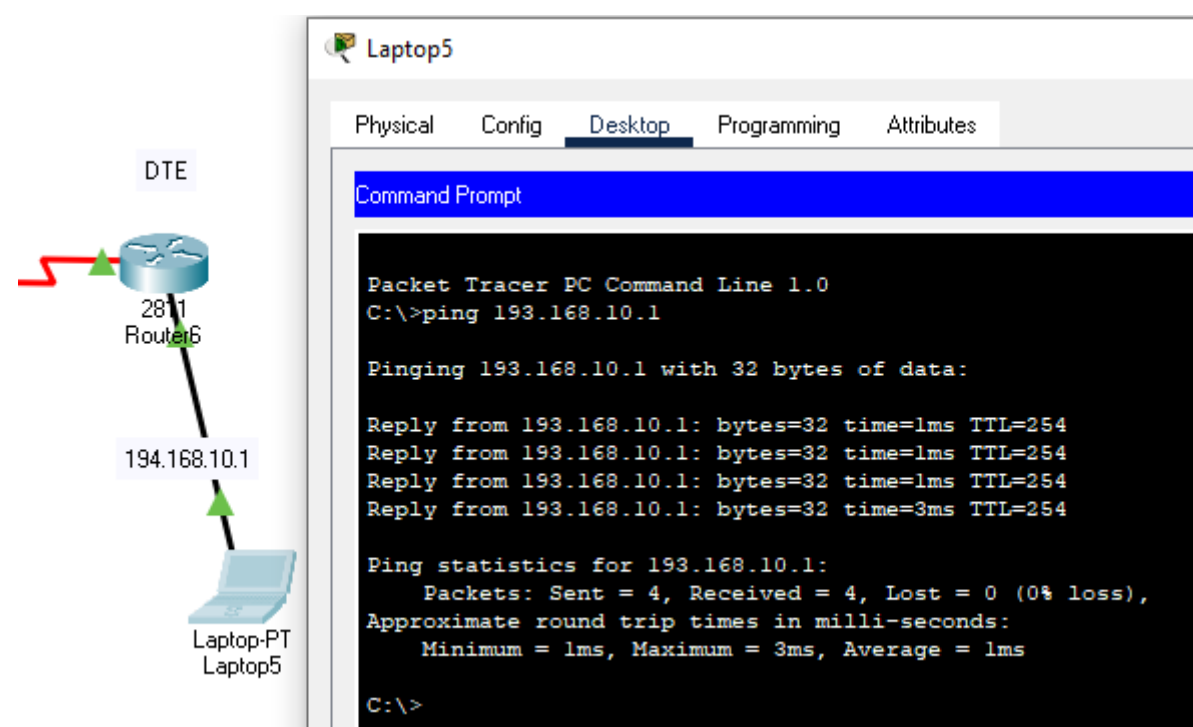 DTE
2811
Router6
194.168.10.1
Laptop-PT
Laptop5
Laptop5
Physical Config Desktop Programming Attributes
Command Prompt
Packet Tracer PC Command Line 1.0
C:\>ping 193.168.10.1
Pinging 193.168.10.1 with 32 bytes of data:
Reply from 193.168.10.1: bytes=32 time=1ms TTL=254
Reply from 193.168.10.1: bytes=32 time=1ms TTL=254
Reply from 193.168.10.1: bytes=32 time=1ms TTL=254
Reply from 193.168.10.1: bytes=32 time=3ms TTL=254
Ping statistics for 193.168.10.1:
Packets: Sent = 4, Received = 4, Lost = 0 (0% loss),
Approximate round trip times in milli-seconds:
Minimum = 1ms, Maximum = 3ms, Average = 1ms
C:\>